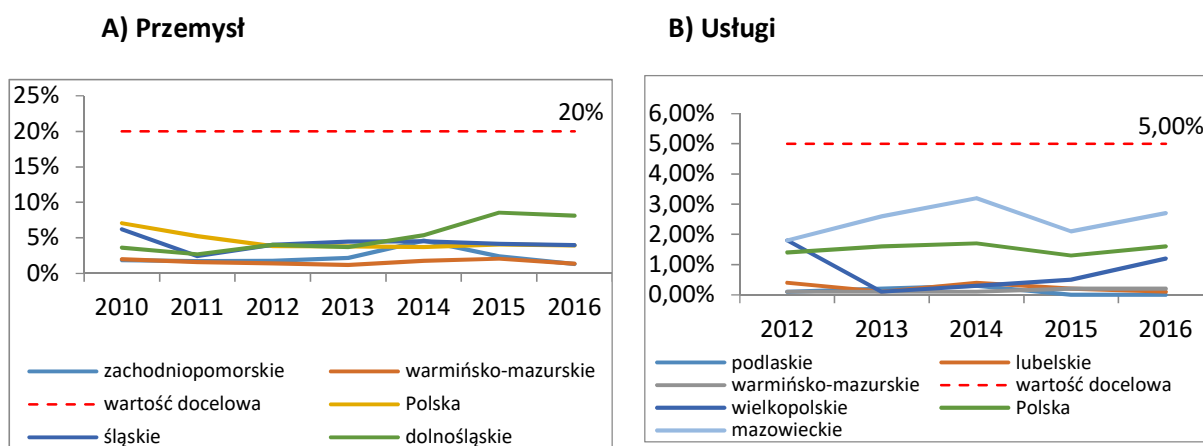 A) Przemysł
25%
20%
15%
10%
5%
0%
20%
2010 2011 2012 2013 2014 2015 2016
zachodniopomorskie warmińsko-mazurskie
wartość docelowa Polska
śląskie dolnośląskie
B) Usługi
6,00%
5,00%
4,00%
3,00%
2,00%
1,00%
0,00%
5,00%
2012 2013 2014 2015 2016
podlaskie lubelskie
warmińsko-mazurskie wartość docelowa
wielkopolskie Polska
mazowieckie